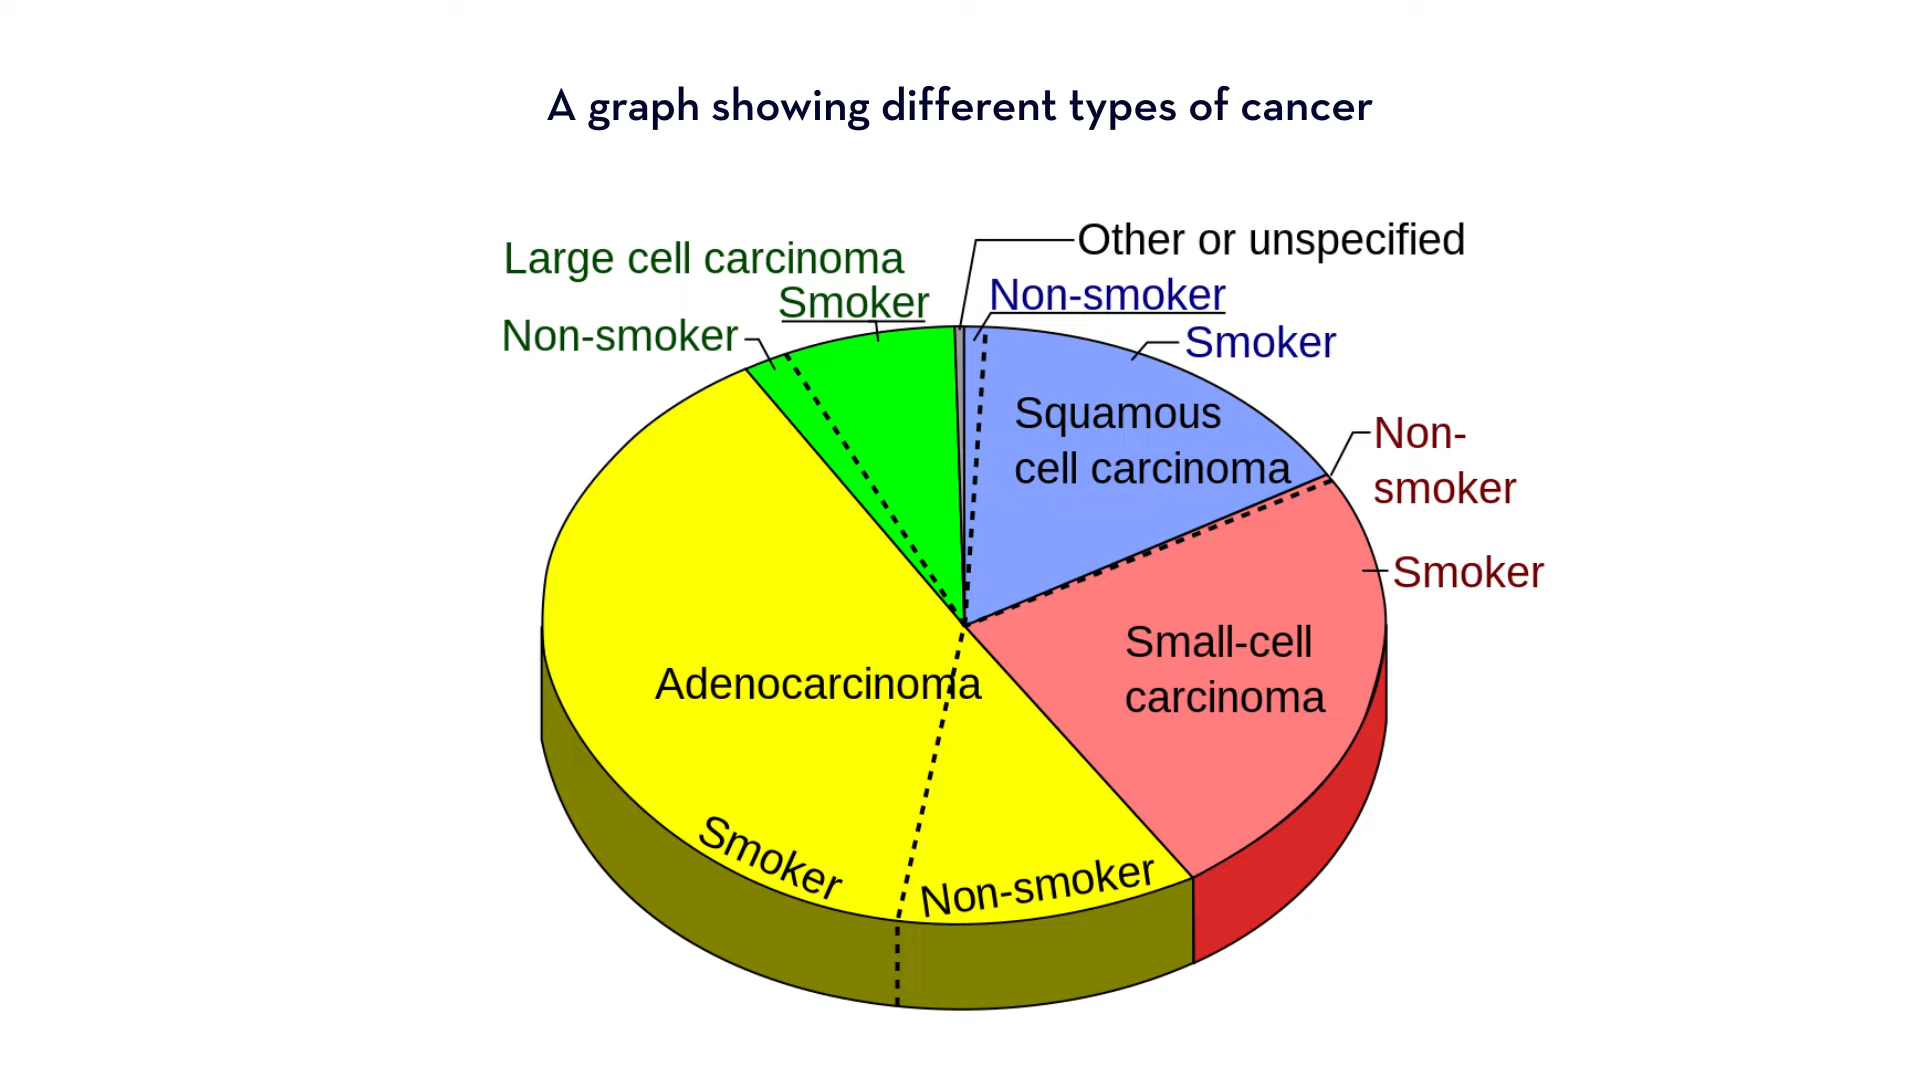 A graph showing different types of cancer
Other or unspecified
Large cell carcinoma
Smoker
Non-smoker
Non-smoker
Smoker
Squamous
cell carcinoma
Non-
smoker
Smoker
Small-cell
carcinoma
Adenocarcinoma
Smoker
Non-smoker